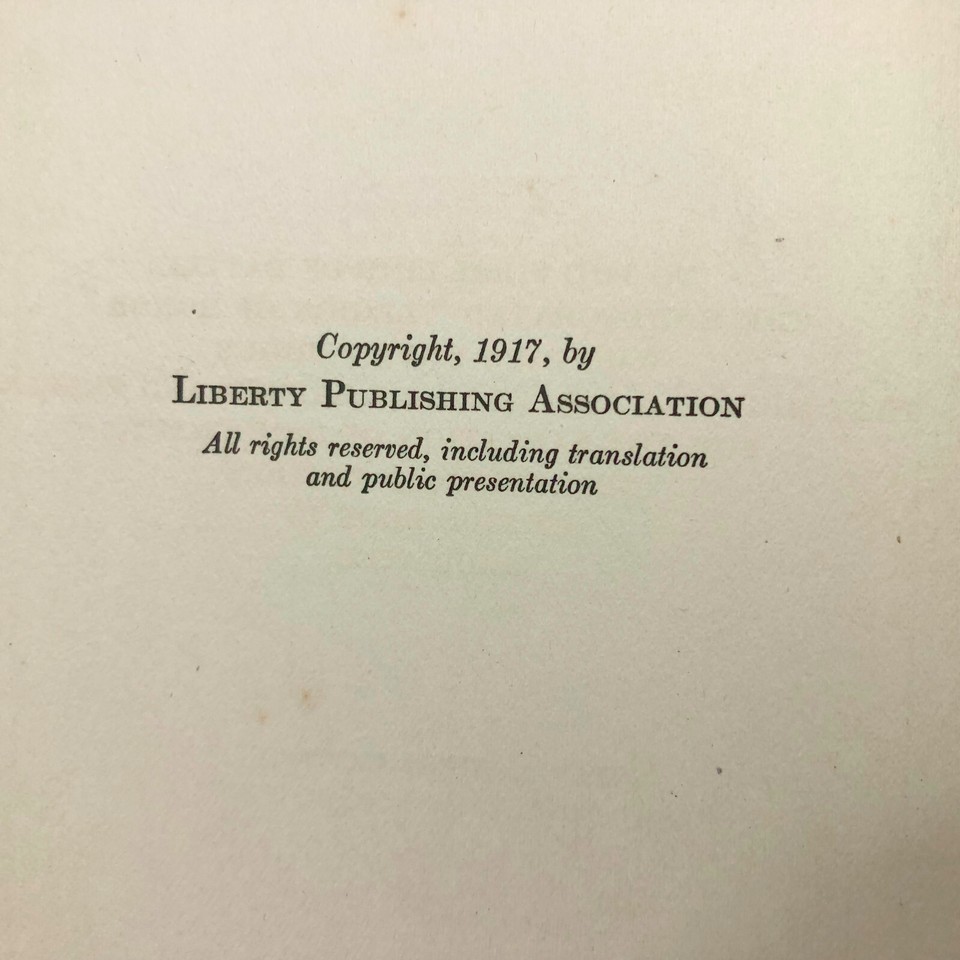 Copyright, 1917, by
LIBERTY PUBLISHING ASSOCIATION
All rights reserved, including translation
and public presentation